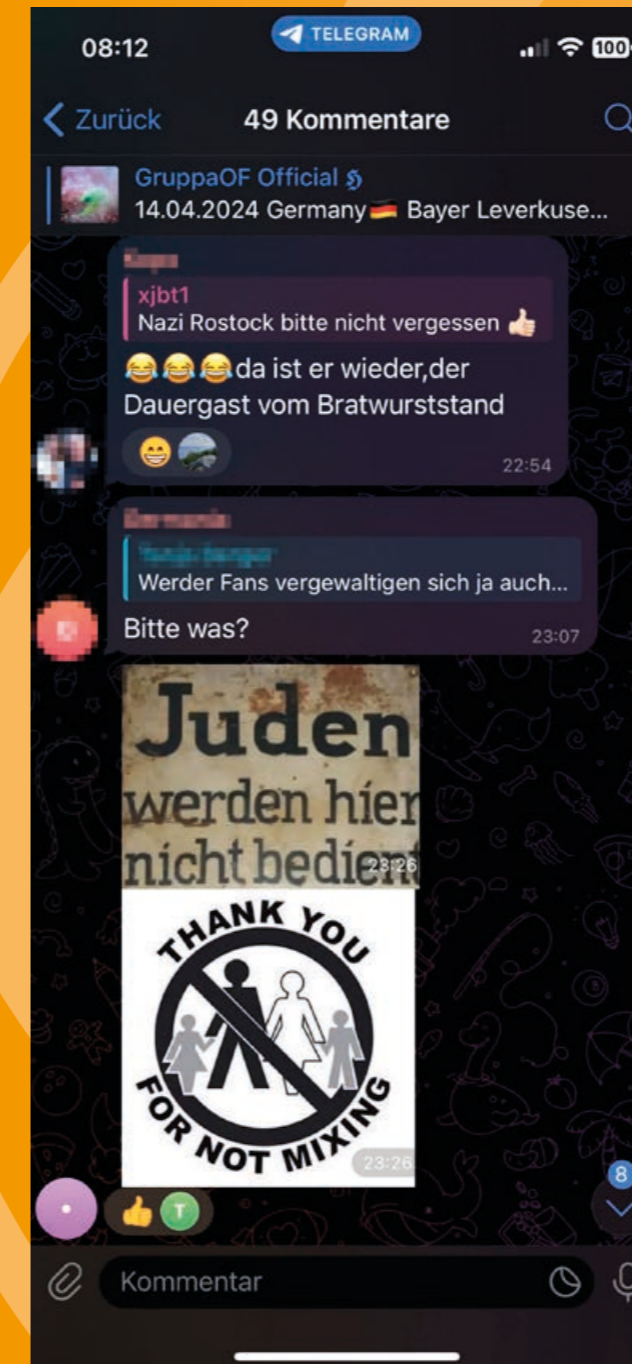 08:12
TELEGRAM
100
Zurück
49 Kommentare
GruppaOF Official
14.04.2024 Germany🇩🇪 Bayer Leverkuse...
xjbt1
Nazi Rostock bitte nicht vergessen 👍🏻
😂😂😂da ist er wieder,der
Dauergast vom Bratwurststand
22:54
Werder Fans vergewaltigen sich ja auch...
Bitte was?
23:07
Juden
werden hier
nicht bedient
23:26
THANK YOU
FOR NOT MIXING
23:26
T
8
Kommentar